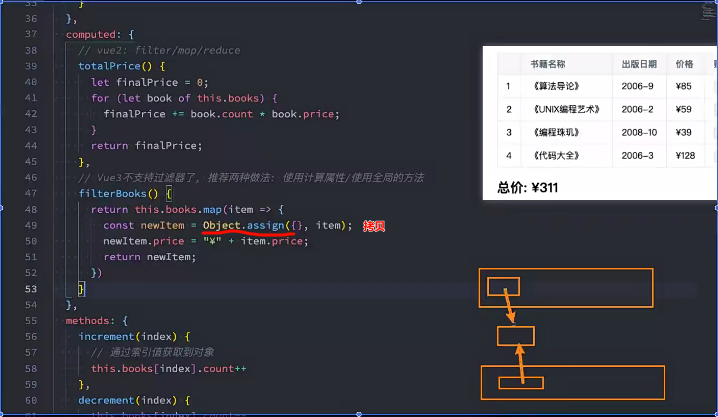 35 }
36 },
37 computed: {
38 // vue2: filter/map/reduce
39 totalPrice() {
40 let finalPrice = 0;
41 for (let book of this.books) {
42 finalPrice += book.count * book.price;
43 }
44 return finalPrice;
45 },
46 // Vue3不支持过滤器了, 推荐两种做法: 使用计算属性/使用全局的方法
47 filterBooks() {
48 return this.books.map(item => {
49 const newItem = Object.assign({}, item); 拷贝
50 newItem.price = "¥" + item.price;
51 return newItem;
52 })
53 }
54 },
55 methods: {
56 increment(index) {
57 // 通过索引值获取到对象
58 this.books[index].count++
59 },
60 decrement(index) {
this.books[index].count--
书籍名称 出版日期 价格
1 《算法导论》 2006-9 ¥85
2 《UNIX编程艺术》 2006-2 ¥59
3 《编程珠玑》 2008-10 ¥39
4 《代码大全》 2006-3 ¥128
总价: ¥311